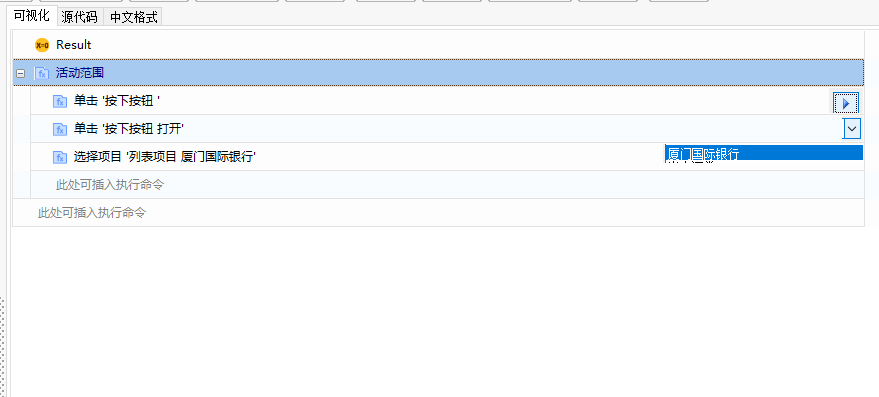 可视化 源代码 中文格式
Result
活动范围
单击 '按下按钮 '
单击 '按下按钮 打开'
选择项目 '列表项目 厦门国际银行' 厦门国际银行
此处可插入执行命令
此处可插入执行命令